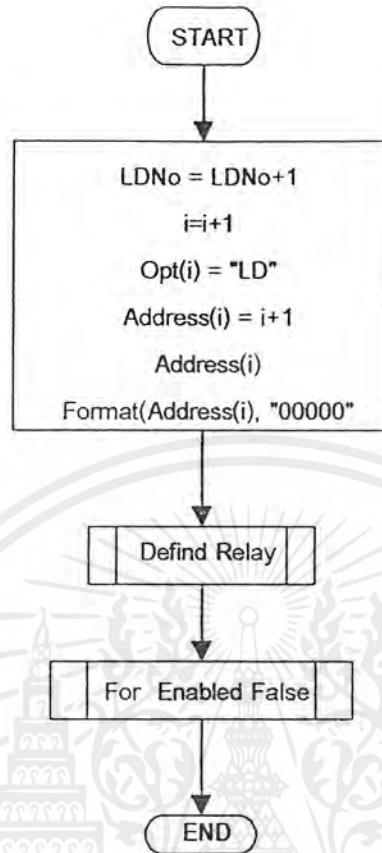 START
LDNo = LDNo+1
i=i+1
Opt(i) = "LD"
Address(i) = i+1
Address(i)
Format(Address(i), "00000"
Defind Relay
For Enabled False
END